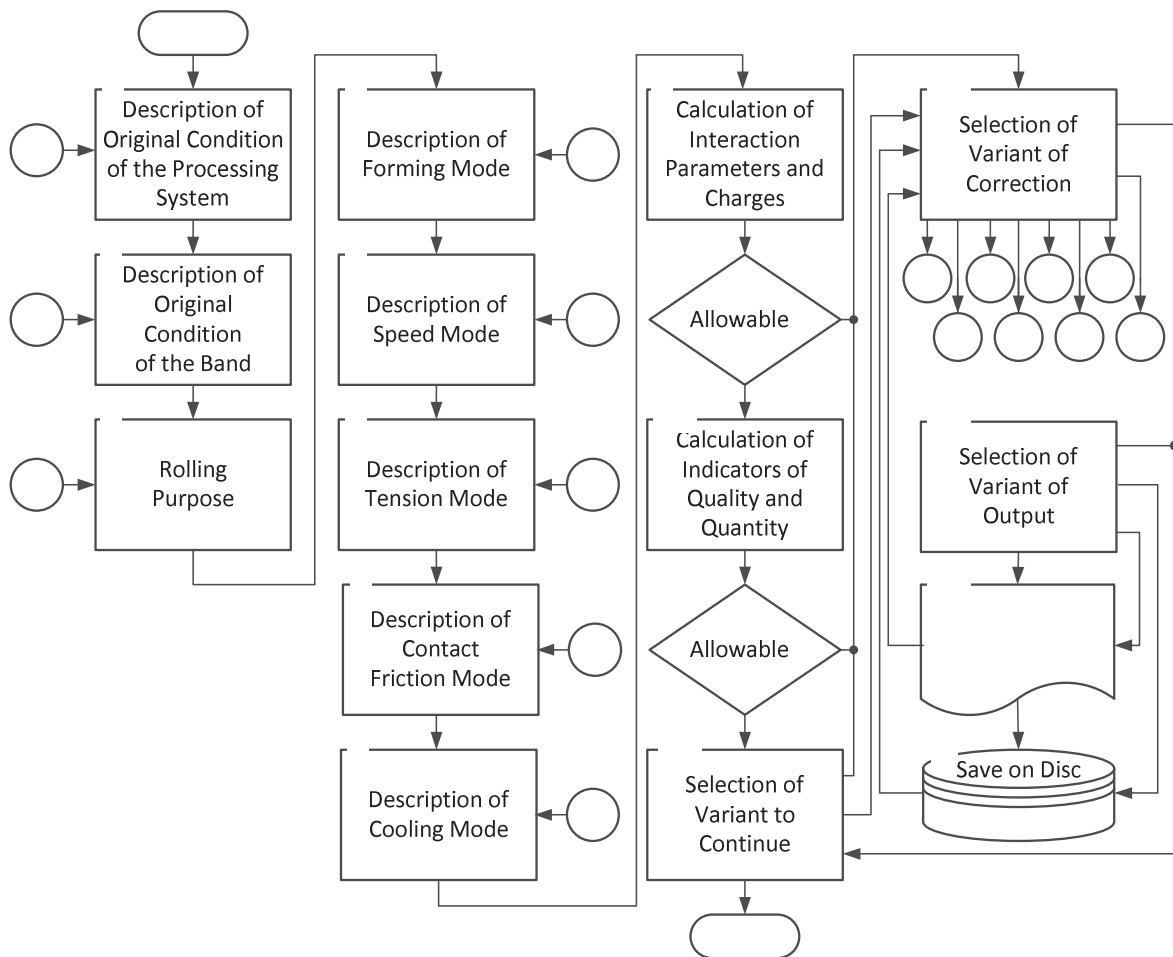 Description of
Original Condition
of the Processing
System
Description of
Original
Condition
of the Band
Rolling
Purpose
Description of
Forming Mode
Description of
Speed Mode
Description of
Tension Mode
Description of
Contact
Friction Mode
Description of
Cooling Mode
Calculation of
Interaction
Parameters and
Charges
Allowable
Calculation of
Indicators of
Quality and
Quantity
Allowable
Selection of
Variant to
Continue
Selection of
Variant of
Correction
Selection of
Variant of
Output
Save on Disc